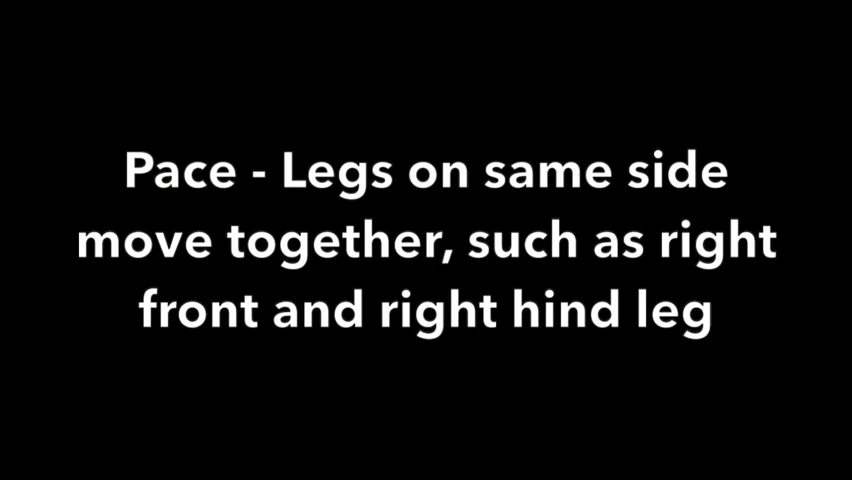 Pace - Legs on same side
move together, such as right
front and right hind leg